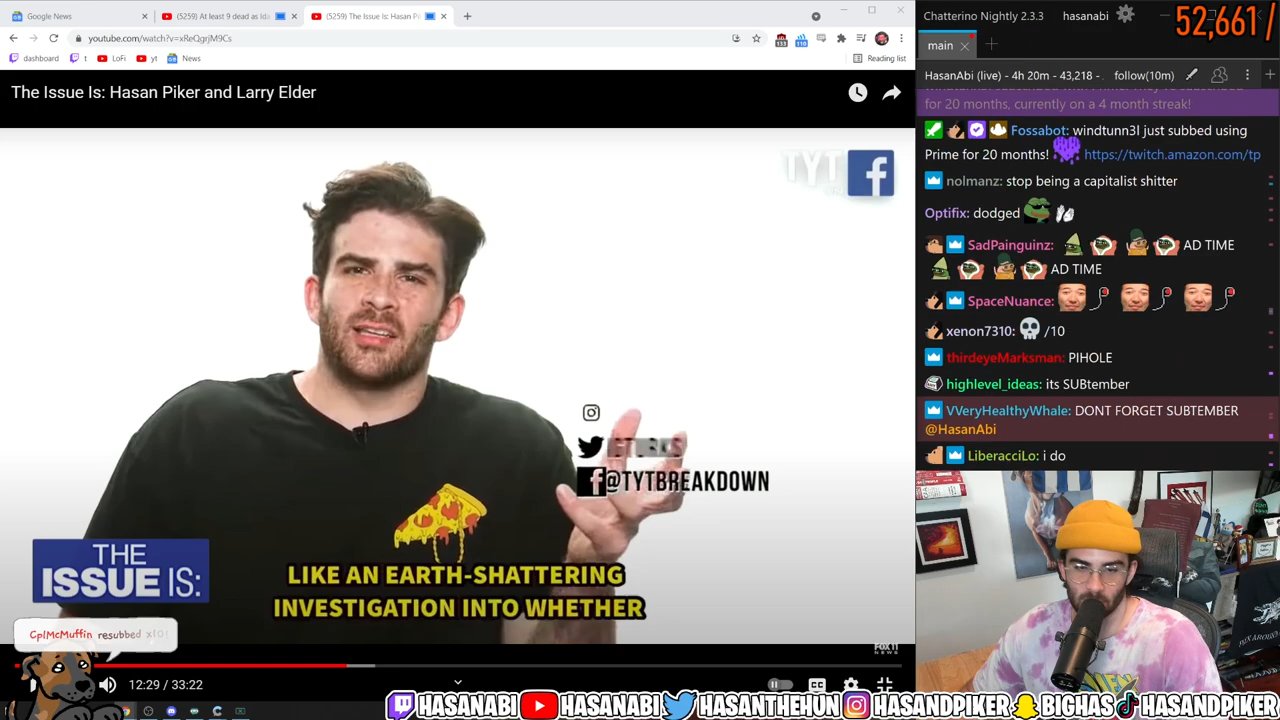 Google News
(5259) At least 9 dead as Ida
(5259) The Issue Is: Hasan Pi
youtube.com/watch?v=xReQgrjM9Cs
133
110
dashboard
t
LoFi
yt
News
Reading list
The Issue Is: Hasan Piker and Larry Elder
TYT
@TYTBREAKDOWN
THE
ISSUE IS:
LIKE AN EARTH-SHATTERING
INVESTIGATION INTO WHETHER
CplMcMuffin resubbed
FOX 11
NEWS
12:29 / 33:22
Chatterino Nightly 2.3.3
hasanabi
52,661 /
main
HasanAbi (live) - 4h 20m - 43,218 -
follow(10m)
for 20 months, currently on a 4 month streak!
Fossabot: windtunn3l just subbed using
Prime for 20 months! https://twitch.amazon.com/tp
nolmanz: stop being a capitalist shitter
Optifix: dodged
SadPainguinz: AD TIME
AD TIME
SpaceNuance:
xenon7310: /10
thirdeyeMarksman: PIHOLE
highlevel_ideas: its SUBtember
VVeryHealthyWhale: DONT FORGET SUBTEMBER
@HasanAbi
LiberacciLo: i do
HASANABI HASANABI HASANTHEHUN HASANDPIKER BIGHAS HASANDPIKER